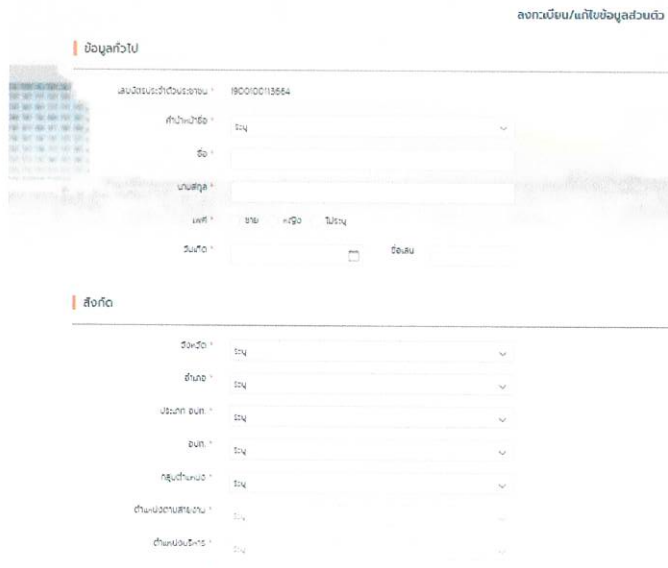 ลงทะเบียน/แก้ไขข้อมูลส่วนตัว
ข้อมูลทั่วไป
เลขบัตรประจำตัวประชาชน * 1900100113664
คำนำหน้าชื่อ * ระบุ
ชื่อ *
นามสกุล *
เพศ * ชาย หญิง ไม่ระบุ
วันเกิด * ชื่อเล่น
สังกัด
จังหวัด * ระบุ
อำเภอ * ระบุ
ประเภท อปท. * ระบุ
อปท. * ระบุ
กลุ่มตำแหน่ง * ระบุ
ตำแหน่งตามสายงาน * ระบุ
ตำแหน่งบริหาร * ระบุ